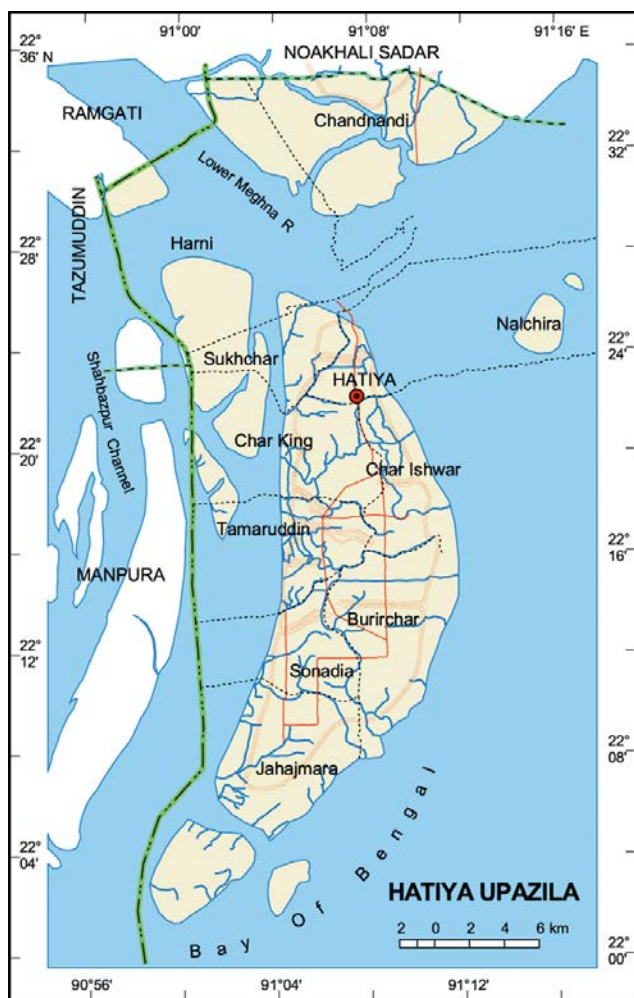 91°00' 91°08' 91°16' E
22°
36' N
NOAKHALI SADAR
RAMGATI
Chandnandi
22°
32'
Lower Meghna R
TAZUMUDDIN
Harni
22°
28'
Nalchira
22°
24'
Sukhchar
HATIYA
Shahbazpur Channel
22°
20'
Char King
Char Ishwar
Tamaruddin
22°
16'
MANPURA
Burirchar
22°
12'
Sonadia
22°
08'
Jahajmara
22°
04'
Bay Of Bengal
HATIYA UPAZILA
2 0 2 4 6 km
22°
00'
90°56' 91°04' 91°12'